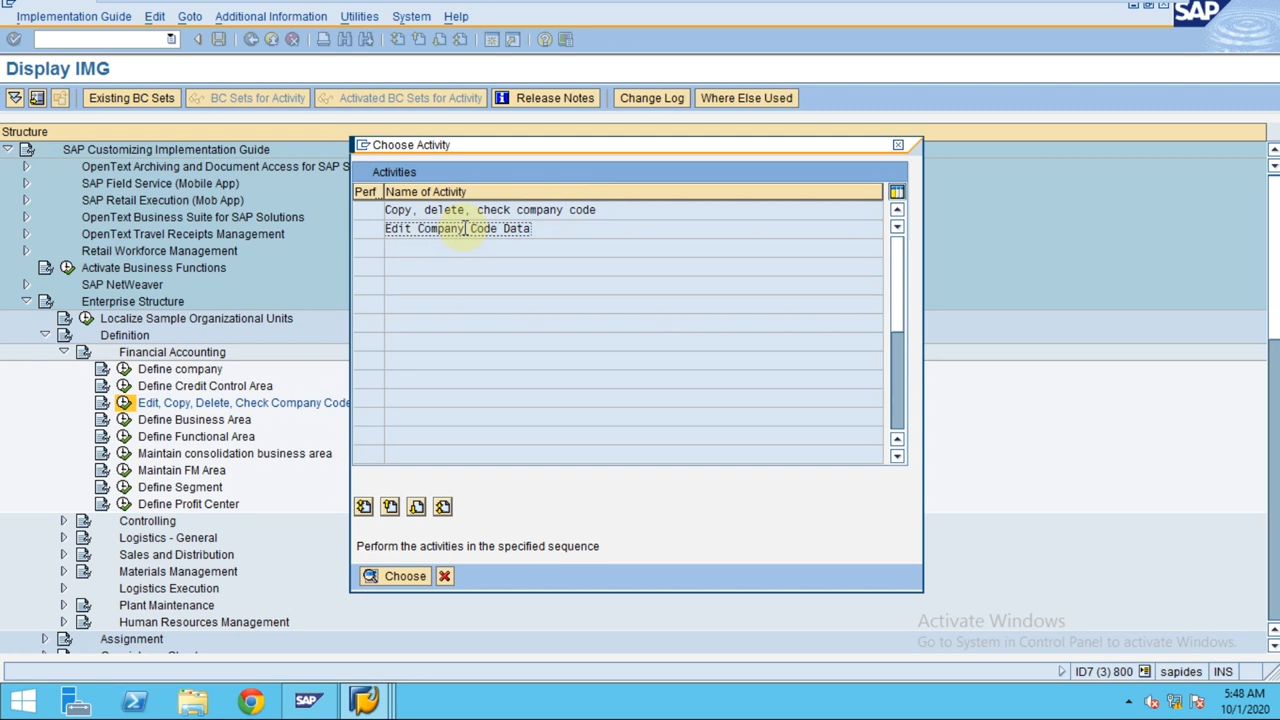 Implementation Guide Edit Goto Additional Information Utilities System Help
SAP
Display IMG
Existing BC Sets BC Sets for Activity Activated BC Sets for Activity Release Notes Change Log Where Else Used
Structure
SAP Customizing Implementation Guide
OpenText Archiving and Document Access for SAP S
SAP Field Service (Mobile App)
SAP Retail Execution (Mob App)
OpenText Business Suite for SAP Solutions
OpenText Travel Receipts Management
Retail Workforce Management
Activate Business Functions
SAP NetWeaver
Enterprise Structure
Localize Sample Organizational Units
Definition
Financial Accounting
Define company
Define Credit Control Area
Edit, Copy, Delete, Check Company Code
Define Business Area
Define Functional Area
Maintain consolidation business area
Maintain FM Area
Define Segment
Define Profit Center
Controlling
Logistics - General
Sales and Distribution
Materials Management
Logistics Execution
Plant Maintenance
Human Resources Management
Assignment
Choose Activity
Activities
Perf... Name of Activity
Copy, delete, check company code
Edit Company Code Data
Perform the activities in the specified sequence
Choose
Activate Windows
Go to System in Control Panel to activate Windows.
ID7 (3) 800 sapides INS
SAP
5:48 AM
10/1/2020